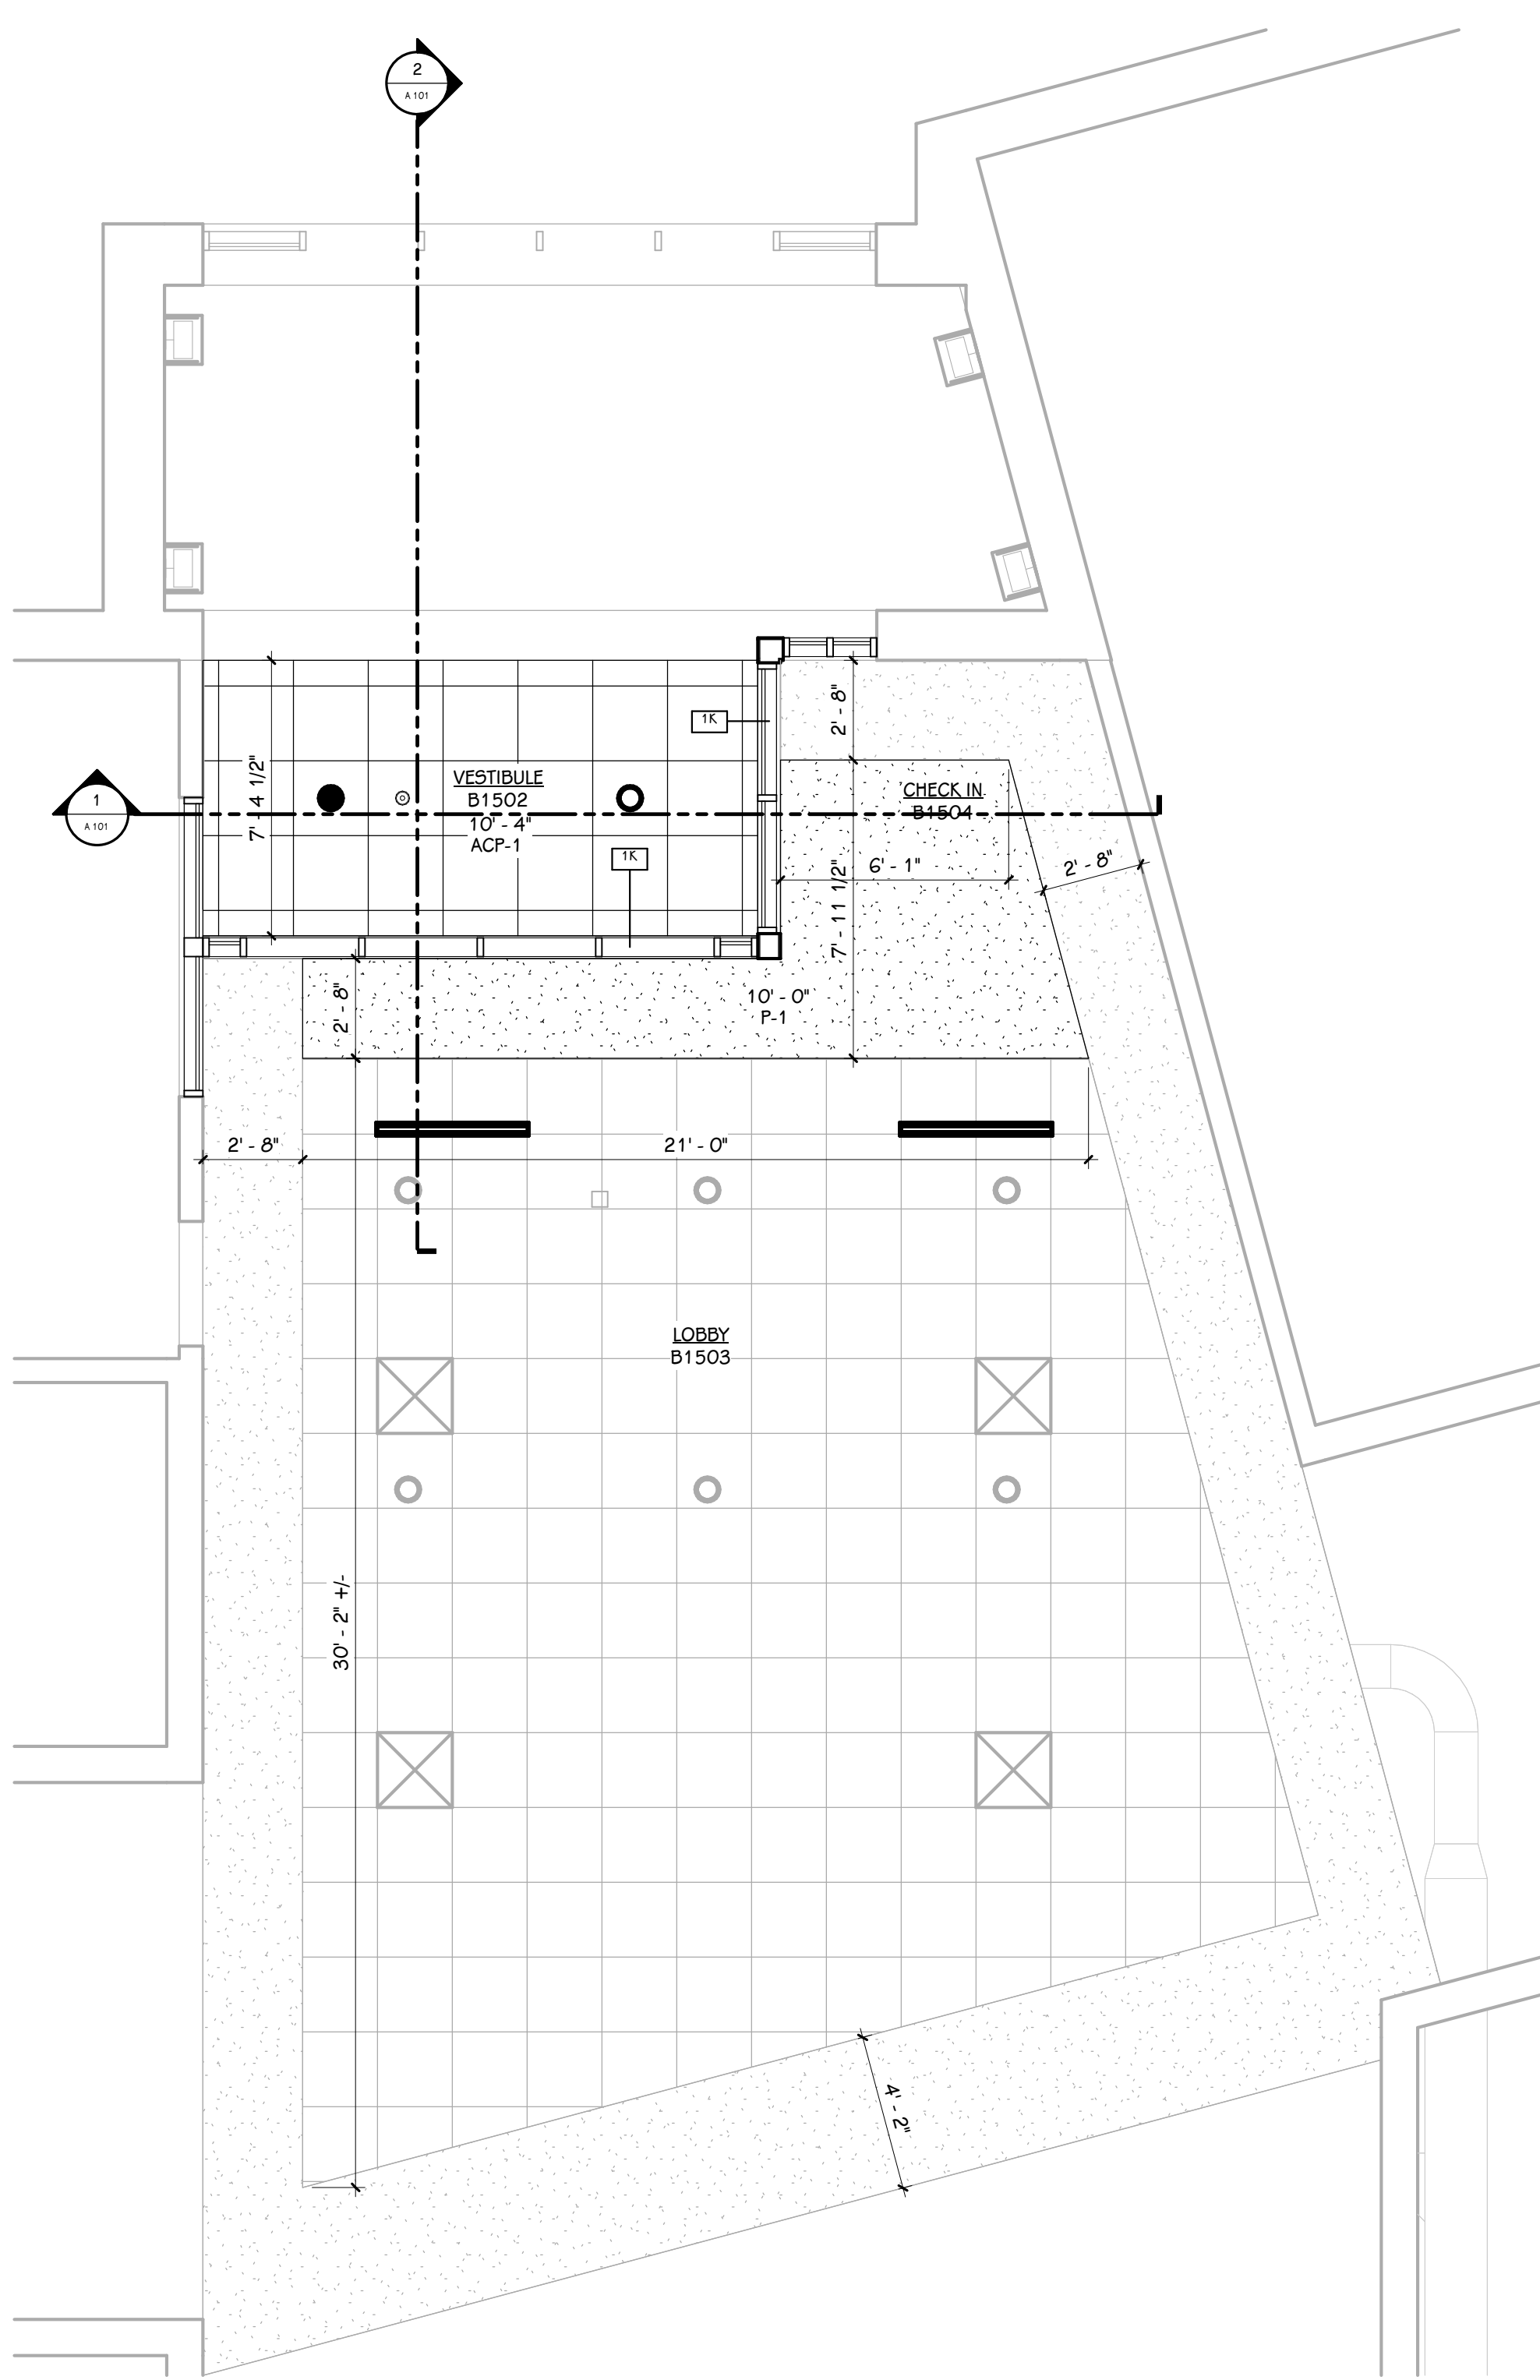 2
A 101
1K
2' - 8"
VESTIBULE
B1502
10' - 4"
ACP-1
7' - 4 1/2"
1
A 101
CHECK IN
B1504
1K
6' - 1"
2' - 8"
7' - 11 1/2"
2' - 8"
10' - 0"
P-1
2' - 8"
21' - 0"
LOBBY
B1503
30' - 2" +/-
4' - 2"